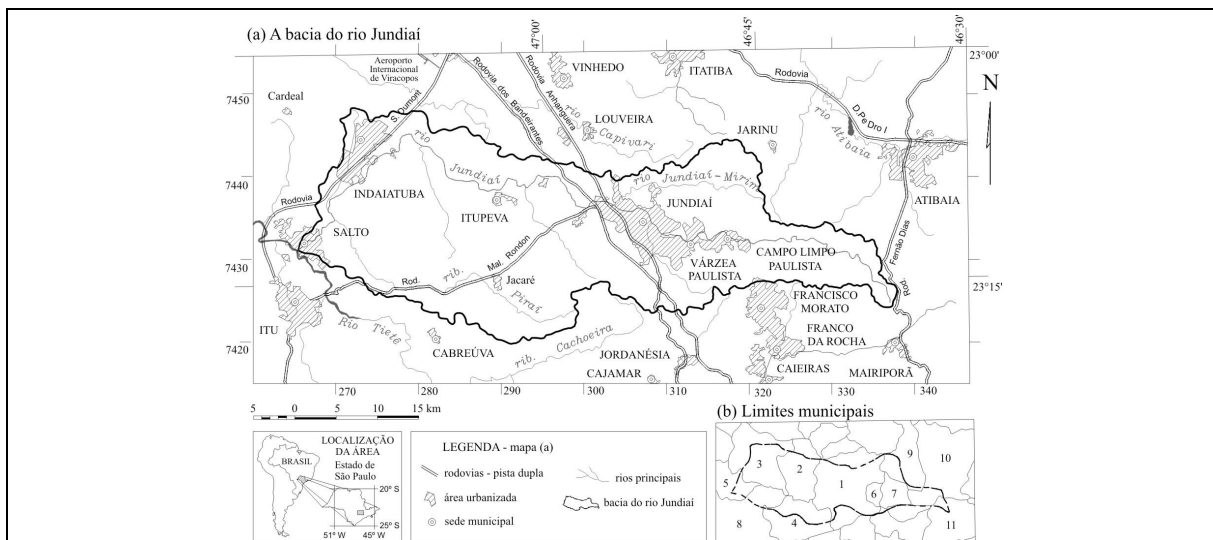 (a) A bacia do rio Jundiaí
47°00'
46°45'
46°30'
23°00'
N
Aeroporto
Internacional
de Viracopos
Cardeal
S. Dumont
Rodovia dos Bandeirantes
Rodovia Anhanguera
VINHEDO
ITATIBA
Rodovia
D.Pe Dro I
rio Atibaia
7450
rio Capivari
LOUVEIRA
JARINU
rio Jundiaí
7440
rio Jundiaí-Mirim
INDAIATUBA
ITUPEVA
JUNDIAÍ
ATIBAIA
Rodovia
SALTO
Rod. Mal. Rondon
Rod. Fernão Dias
7430
CAMPO LIMPO
PAULISTA
VÁRZEA
PAULISTA
rib. Piraí
Jacaré
23°15'
FRANCISCO
MORATO
ITU
Rio Tietê
FRANCO
DA ROCHA
7420
CABREÚVA
rib. Cachoeira
JORDANÉSIA
CAJAMAR
CAIEIRAS
MAIRIPORÃ
270 280 290 300 310 320 330 340
5 0 5 10 15 km
(b) Limites municipais
LOCALIZAÇÃO
DA ÁREA
BRASIL
Estado de
São Paulo
20° S
25° S
51° W 45° W
LEGENDA - mapa (a)
rodovias - pista dupla
rios principais
área urbanizada
bacia do rio Jundiaí
sede municipal
9 10
3 2
5 1 6 7
8 4 11